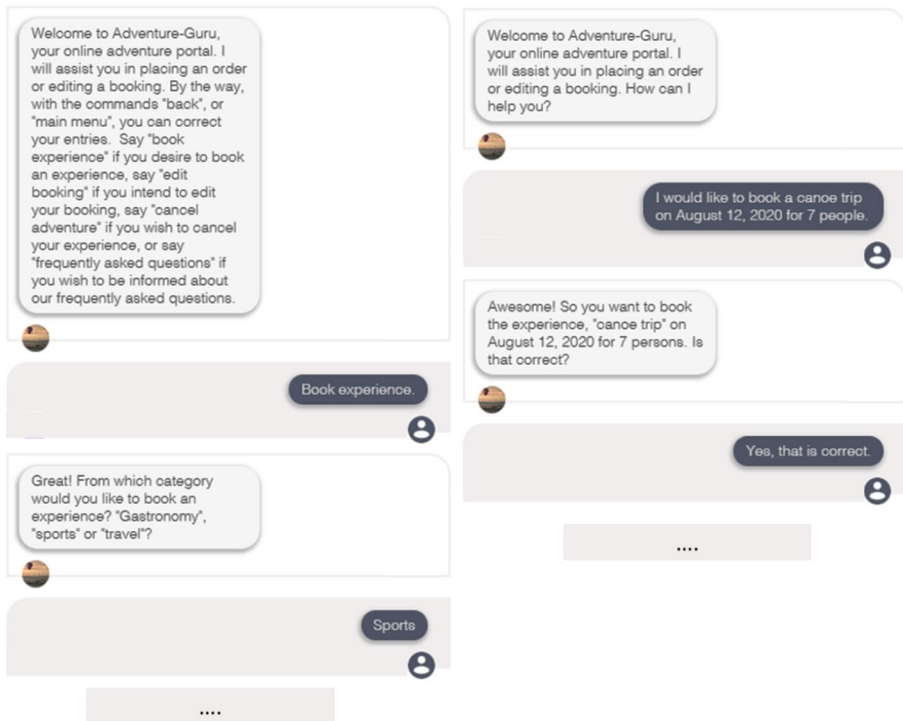 Welcome to Adventure-Guru,
your online adventure portal. I
will assist you in placing an order
or editing a booking. By the way,
with the commands "back", or
"main menu", you can correct
your entries.  Say "book
experience" if you desire to book
an experience, say "edit
booking" if you intend to edit
your booking, say "cancel
adventure" if you wish to cancel
your experience, or say
"frequently asked questions" if
you wish to be informed about
our frequently asked questions.
Book experience.
Great! From which category
would you like to book an
experience? "Gastronomy",
"sports" or "travel"?
Sports
....
Welcome to Adventure-Guru,
your online adventure portal. I
will assist you in placing an order
or editing a booking. How can I
help you?
I would like to book a canoe trip
on August 12, 2020 for 7 people.
Awesome! So you want to book
the experience, "canoe trip" on
August 12, 2020 for 7 persons. Is
that correct?
Yes, that is correct.
....